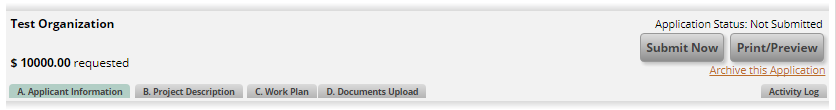 Test Organization
Application Status: Not Submitted
Submit Now Print/Preview
$ 10000.00 requested
Archive this Application
A. Applicant Information B. Project Description C. Work Plan D. Documents Upload Activity Log